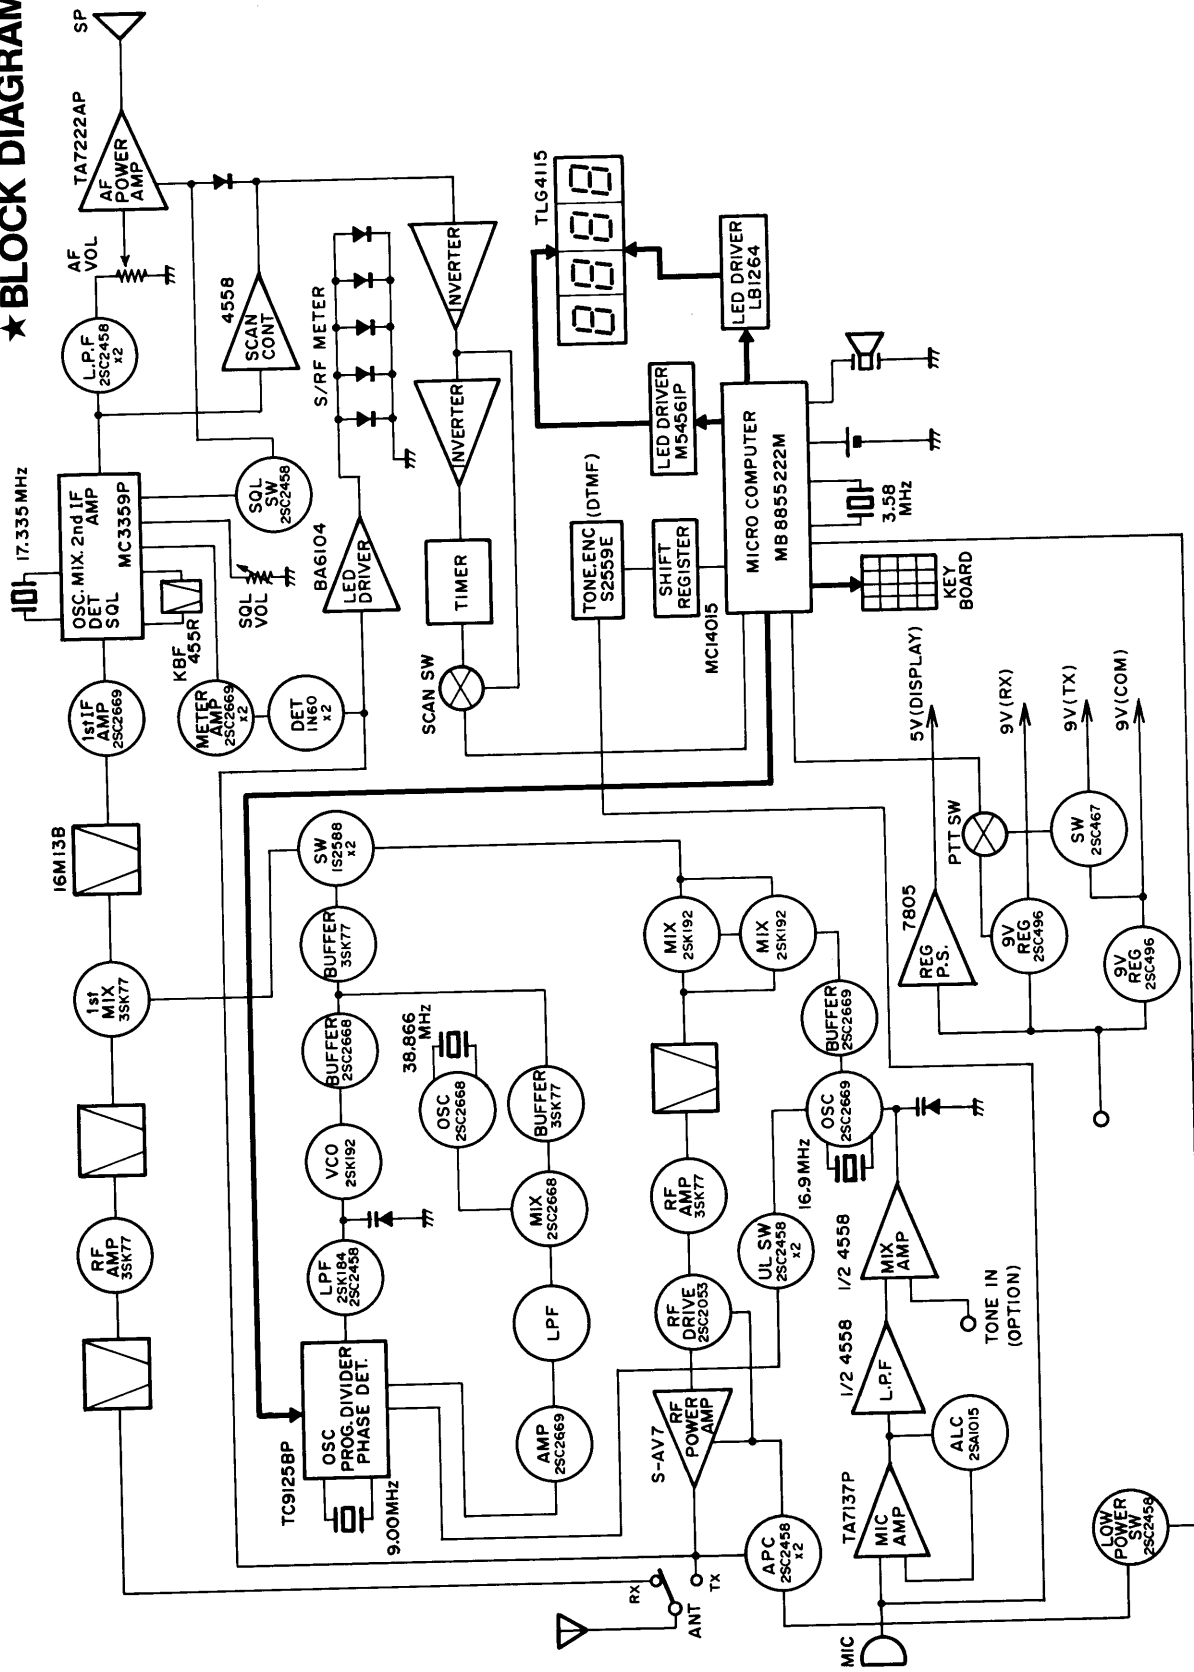 ★BLOCK DIAGRAM
RX
TX
ANT
RF
AMP
3SK77
1st
MIX
3SK77
16M13B
1st IF
AMP
2SC2669
17.335MHz
OSC. MIX. 2nd IF
DET AMP
SQL
MC3359P
KBF
455R
L.P.F
2SC2458
x2
AF
VOL
TA7222AP
AF
POWER
AMP
SP
4558
SCAN
CONT
SQL
SW
2SC2458
SQL
VOL
METER
AMP
2SC2669
x2
DET
1N60
x2
BA6104
LED
DRIVER
S/RF METER
INVERTER
INVERTER
TIMER
SCAN SW
TC9125BP
OSC
PROG. DIVIDER
PHASE DET.
9.00MHz
LPF
2SK184
2SC2458
VCO
2SK192
BUFFER
2SC2668
BUFFER
3SK77
SW
1S2588
x2
38.866
MHz
OSC
2SC2668
AMP
2SC2669
LPF
MIX
2SC2668
BUFFER
3SK77
TONE.ENC
S2559E
(DTMF)
SHIFT
REGISTER
MC14015
LED DRIVER
M54561P
TLG4115
8888
LED DRIVER
LB1264
MICRO COMPUTER
MB8855222M
3.58
MHz
KEY
BOARD
S-AV7
RF
POWER
AMP
RF
DRIVE
2SC2053
RF
AMP
3SK77
MIX
2SK192
MIX
2SK192
APC
2SC2458
x2
UL SW
2SC2458
x2
16.9MHz
OSC
2SC2669
BUFFER
2SC2669
MIC
TA7137P
MIC
AMP
ALC
2SA1015
1/2 4558
L.P.F
1/2 4558
MIX
AMP
TONE IN
(OPTION)
7805
REG
P.S.
5V(DISPLAY)
PTT SW
9V
REG
2SC496
9V(RX)
SW
2SC467
9V(TX)
9V
REG
2SC496
9V(COM)
LOW
POWER
SW
2SC2458